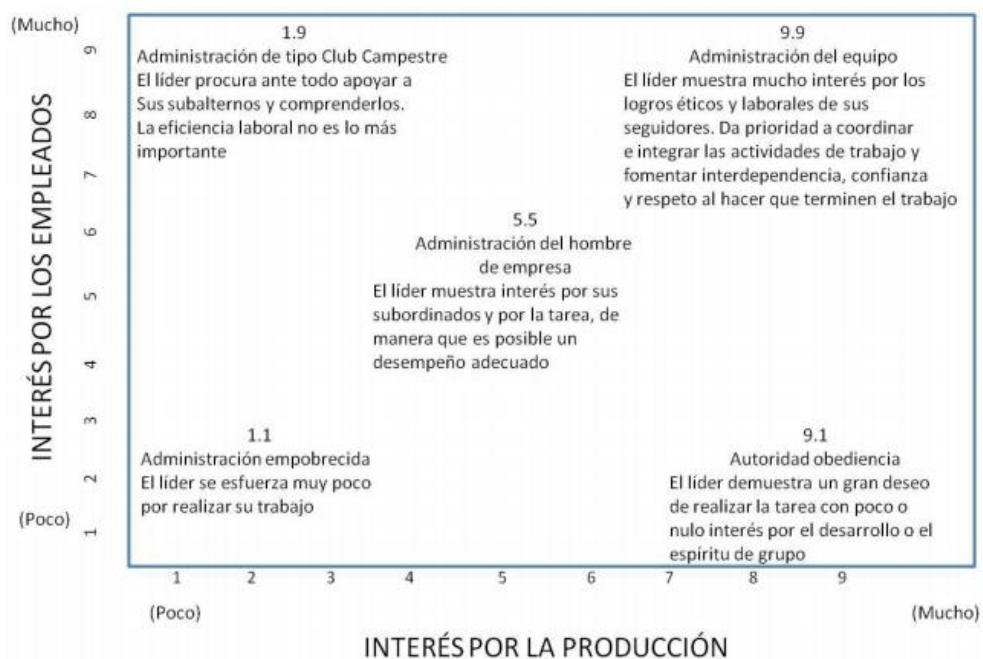 (Mucho)
INTERÉS POR LOS EMPLEADOS
9
8
7
6
5
4
3
2
1
(Poco)
1.9
Administración de tipo Club Campestre
El líder procura ante todo apoyar a
Sus subalternos y comprenderlos.
La eficiencia laboral no es lo más
importante
9.9
Administración del equipo
El líder muestra mucho interés por los
logros éticos y laborales de sus
seguidores. Da prioridad a coordinar
e integrar las actividades de trabajo y
fomentar interdependencia, confianza
y respeto al hacer que terminen el trabajo
5.5
Administración del hombre
de empresa
El líder muestra interés por sus
subordinados y por la tarea, de
manera que es posible un
desempeño adecuado
1.1
Administración empobrecida
El líder se esfuerza muy poco
por realizar su trabajo
9.1
Autoridad obediencia
El líder demuestra un gran deseo
de realizar la tarea con poco o
nulo interés por el desarrollo o el
espíritu de grupo
1 2 3 4 5 6 7 8 9
(Poco) (Mucho)
INTERÉS POR LA PRODUCCIÓN